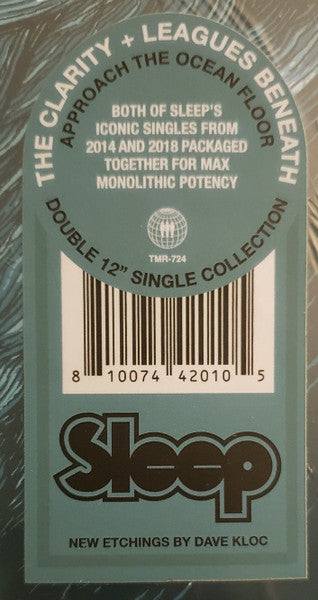 THE CLARITY + LEAGUES BENEATH
APPROACH THE OCEAN FLOOR
BOTH OF SLEEP'S
ICONIC SINGLES FROM
2014 AND 2018 PACKAGED
TOGETHER FOR MAX
MONOLITHIC POTENCY
TMR-724
DOUBLE 12" SINGLE COLLECTION
8 10074 42010 5
Sleep
NEW ETCHINGS BY DAVE KLOC